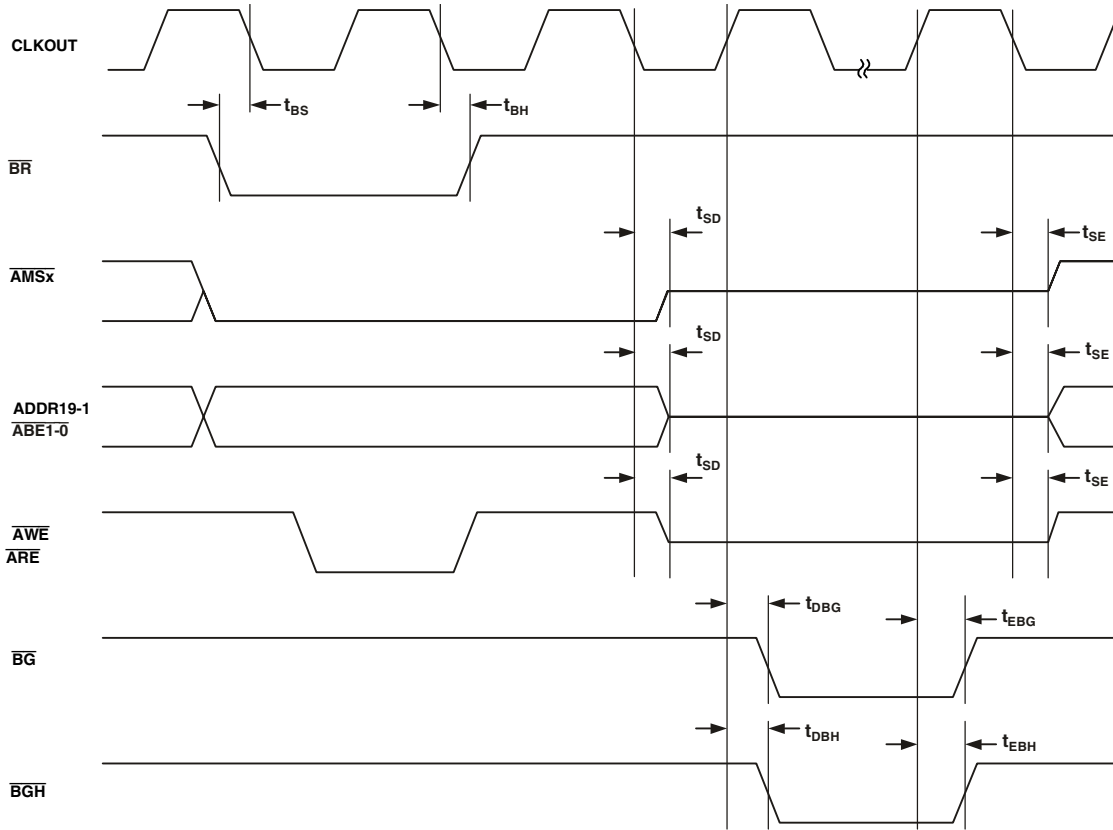 CLKOUT
tBS
tBH
BR
tSD
tSE
AMSx
tSD
tSE
ADDR19-1
ABE1-0
tSD
tSE
AWE
ARE
tDBG
tEBG
BG
tDBH
tEBH
BGH